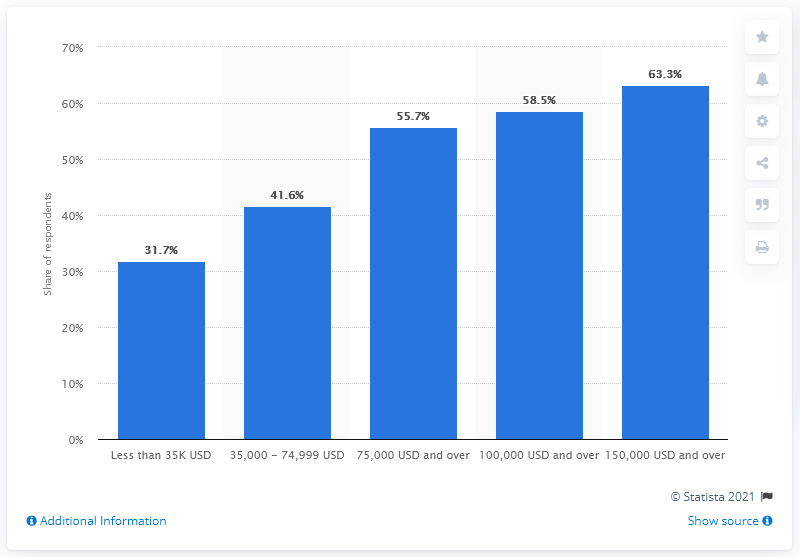 70%
60%
50%
40%
30%
20%
10%
0%
Share of respondents
31.7%
41.6%
55.7%
58.5%
63.3%
Less than 35K USD
35,000 – 74,999 USD
75,000 USD and over
100,000 USD and over
150,000 USD and over
© Statista 2021
Additional Information
Show source